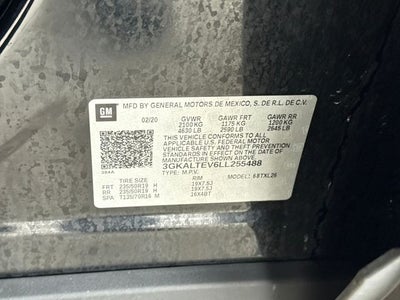 GM
MFD BY GENERAL MOTORS DE MEXICO, S. DE R.L. DE C.V.
02/20 GVWR GAWR FRT GAWR RR
2100 KG 1175 KG 1200 KG
4630 LB 2590 LB 2645 LB
THIS VEHICLE CONFORMS TO ALL
APPLICABLE U.S. FEDERAL MOTOR
VEHICLE SAFETY, BUMPER, AND THEFT
PREVENTION STANDARDS IN EFFECT ON
THE DATE OF MANUFACTURE SHOWN ABOVE.
3GKALTEV6LL255488
TYPE: M.P.V. MODEL: 6BTXL26
TIRE SIZE RIM
FRT 235/50R19 H 19X7.5J
RR 235/50R19 H 19X7.5J
SPA T135/70R16 M 16X4BT